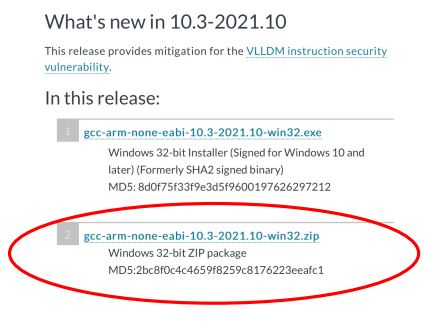 What's new in 10.3-2021.10
This release provides mitigation for the VLLDM instruction security
vulnerability.
In this release:
1 gcc-arm-none-eabi-10.3-2021.10-win32.exe
Windows 32-bit Installer (Signed for Windows 10 and
later) (Formerly SHA2 signed binary)
MD5: 8d0f75f33f9e3d5f9600197626297212
2 gcc-arm-none-eabi-10.3-2021.10-win32.zip
Windows 32-bit ZIP package
MD5:2bc8f0c4c4659f8259c8176223eeafc1